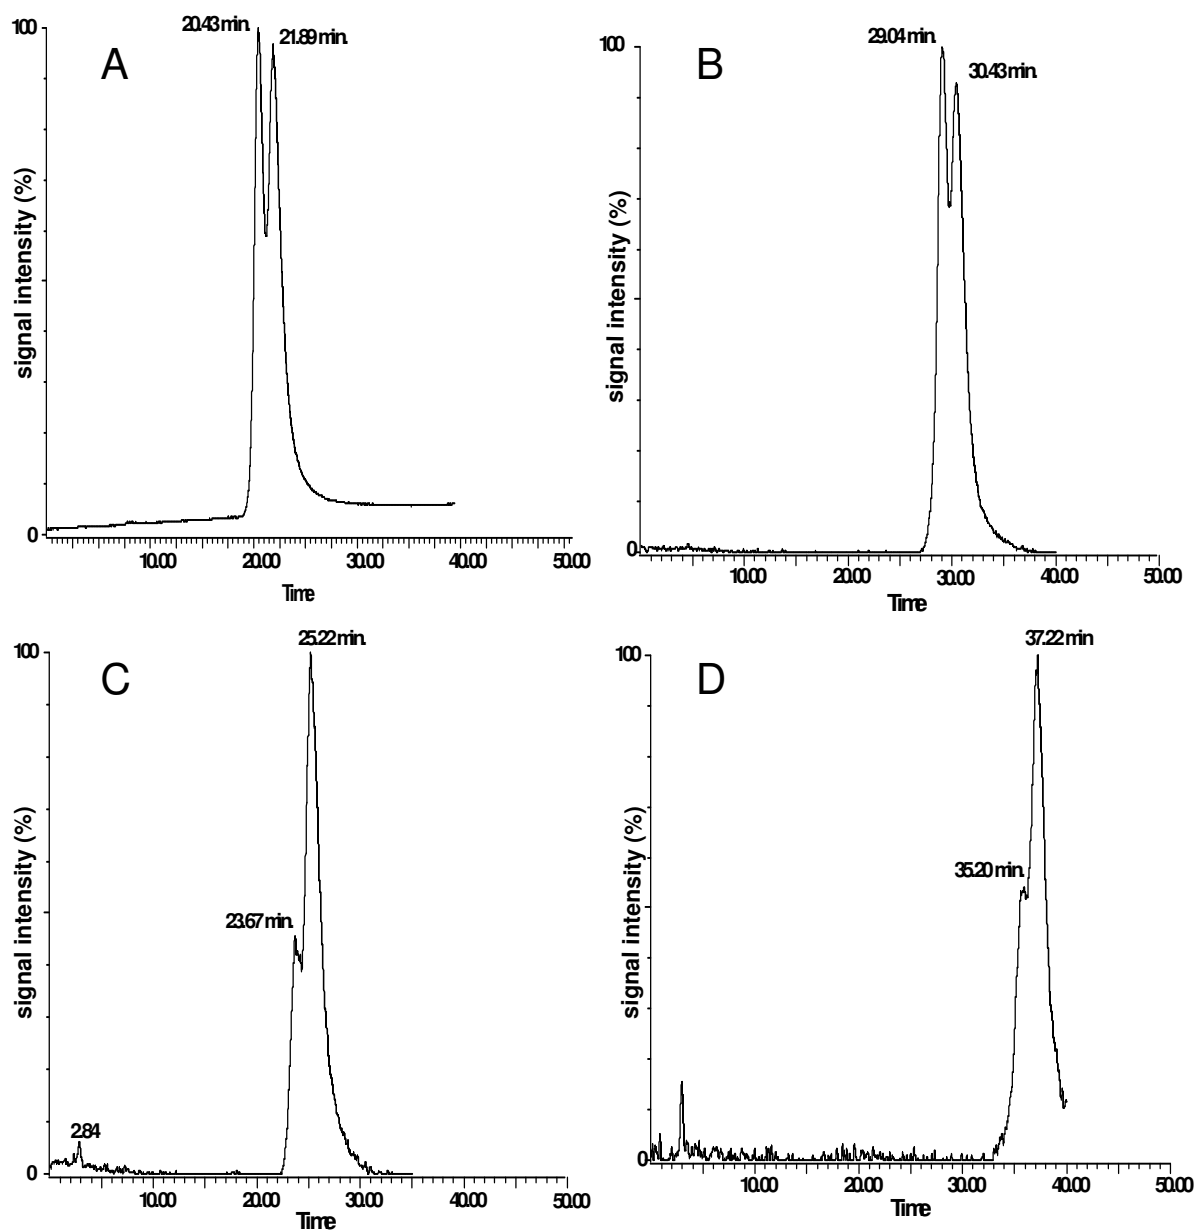 100
20.43 min.
21.89 min.
A
signal intensity (%)
0
10.00 20.00 30.00 40.00 50.00
Time
100
29.04 min.
30.43 min.
B
signal intensity (%)
0
10.00 20.00 30.00 40.00 50.00
Time
100
25.22 min.
C
23.67 min.
signal intensity (%)
2.84
0
10.00 20.00 30.00 40.00 50.00
Time
100
37.22 min
D
35.20 min.
signal intensity (%)
0
10.00 20.00 30.00 40.00 50.00
Time